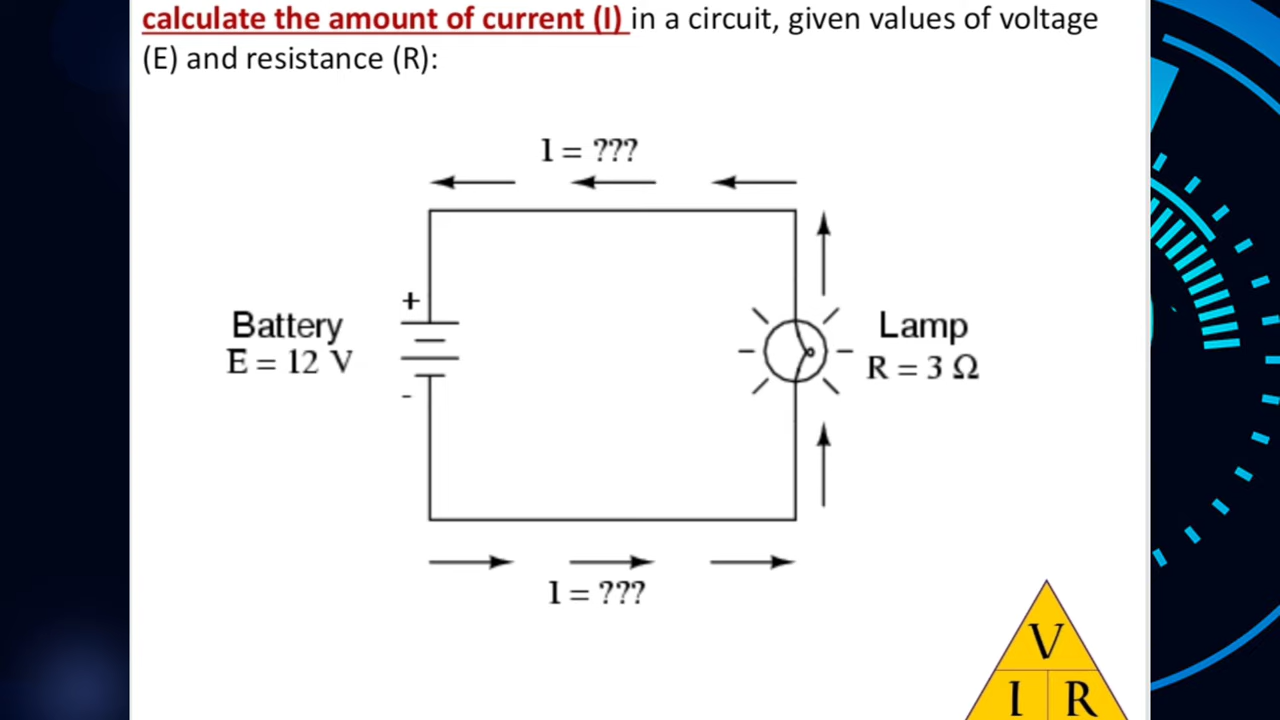 calculate the amount of current (I) in a circuit, given values of voltage
(E) and resistance (R):
I = ???
+
Battery
E = 12 V
-
Lamp
R = 3 Ω
I = ???
V
I R